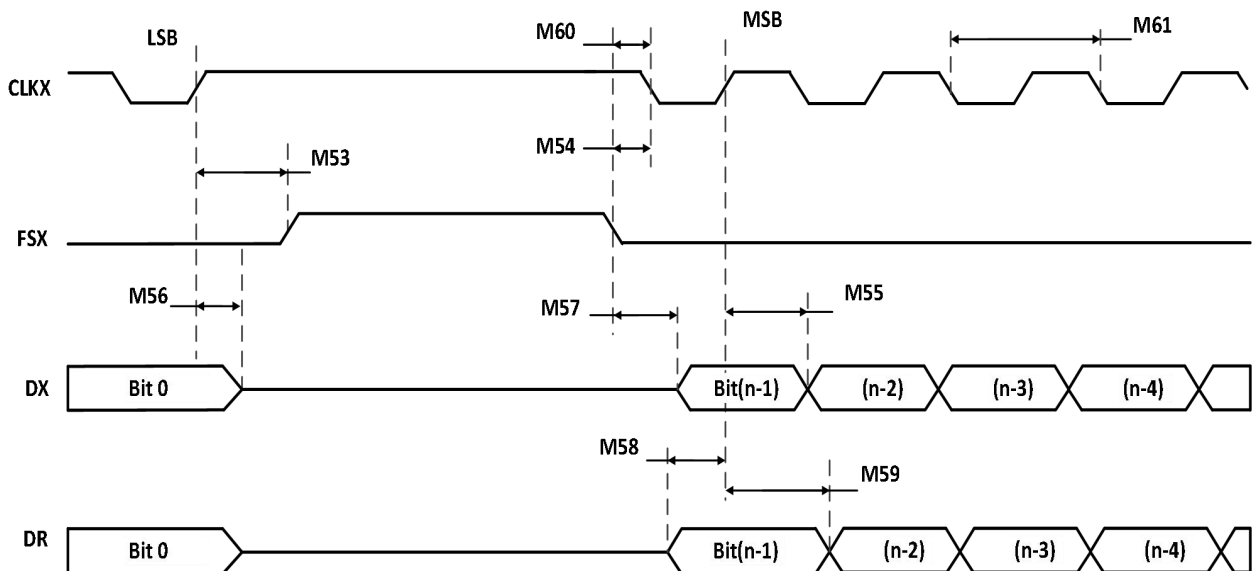 LSB
M60
MSB
M61
CLKX
M53
M54
FSX
M56
M57
M55
DX
Bit 0
Bit(n-1)
(n-2)
(n-3)
(n-4)
M58
M59
DR
Bit 0
Bit(n-1)
(n-2)
(n-3)
(n-4)